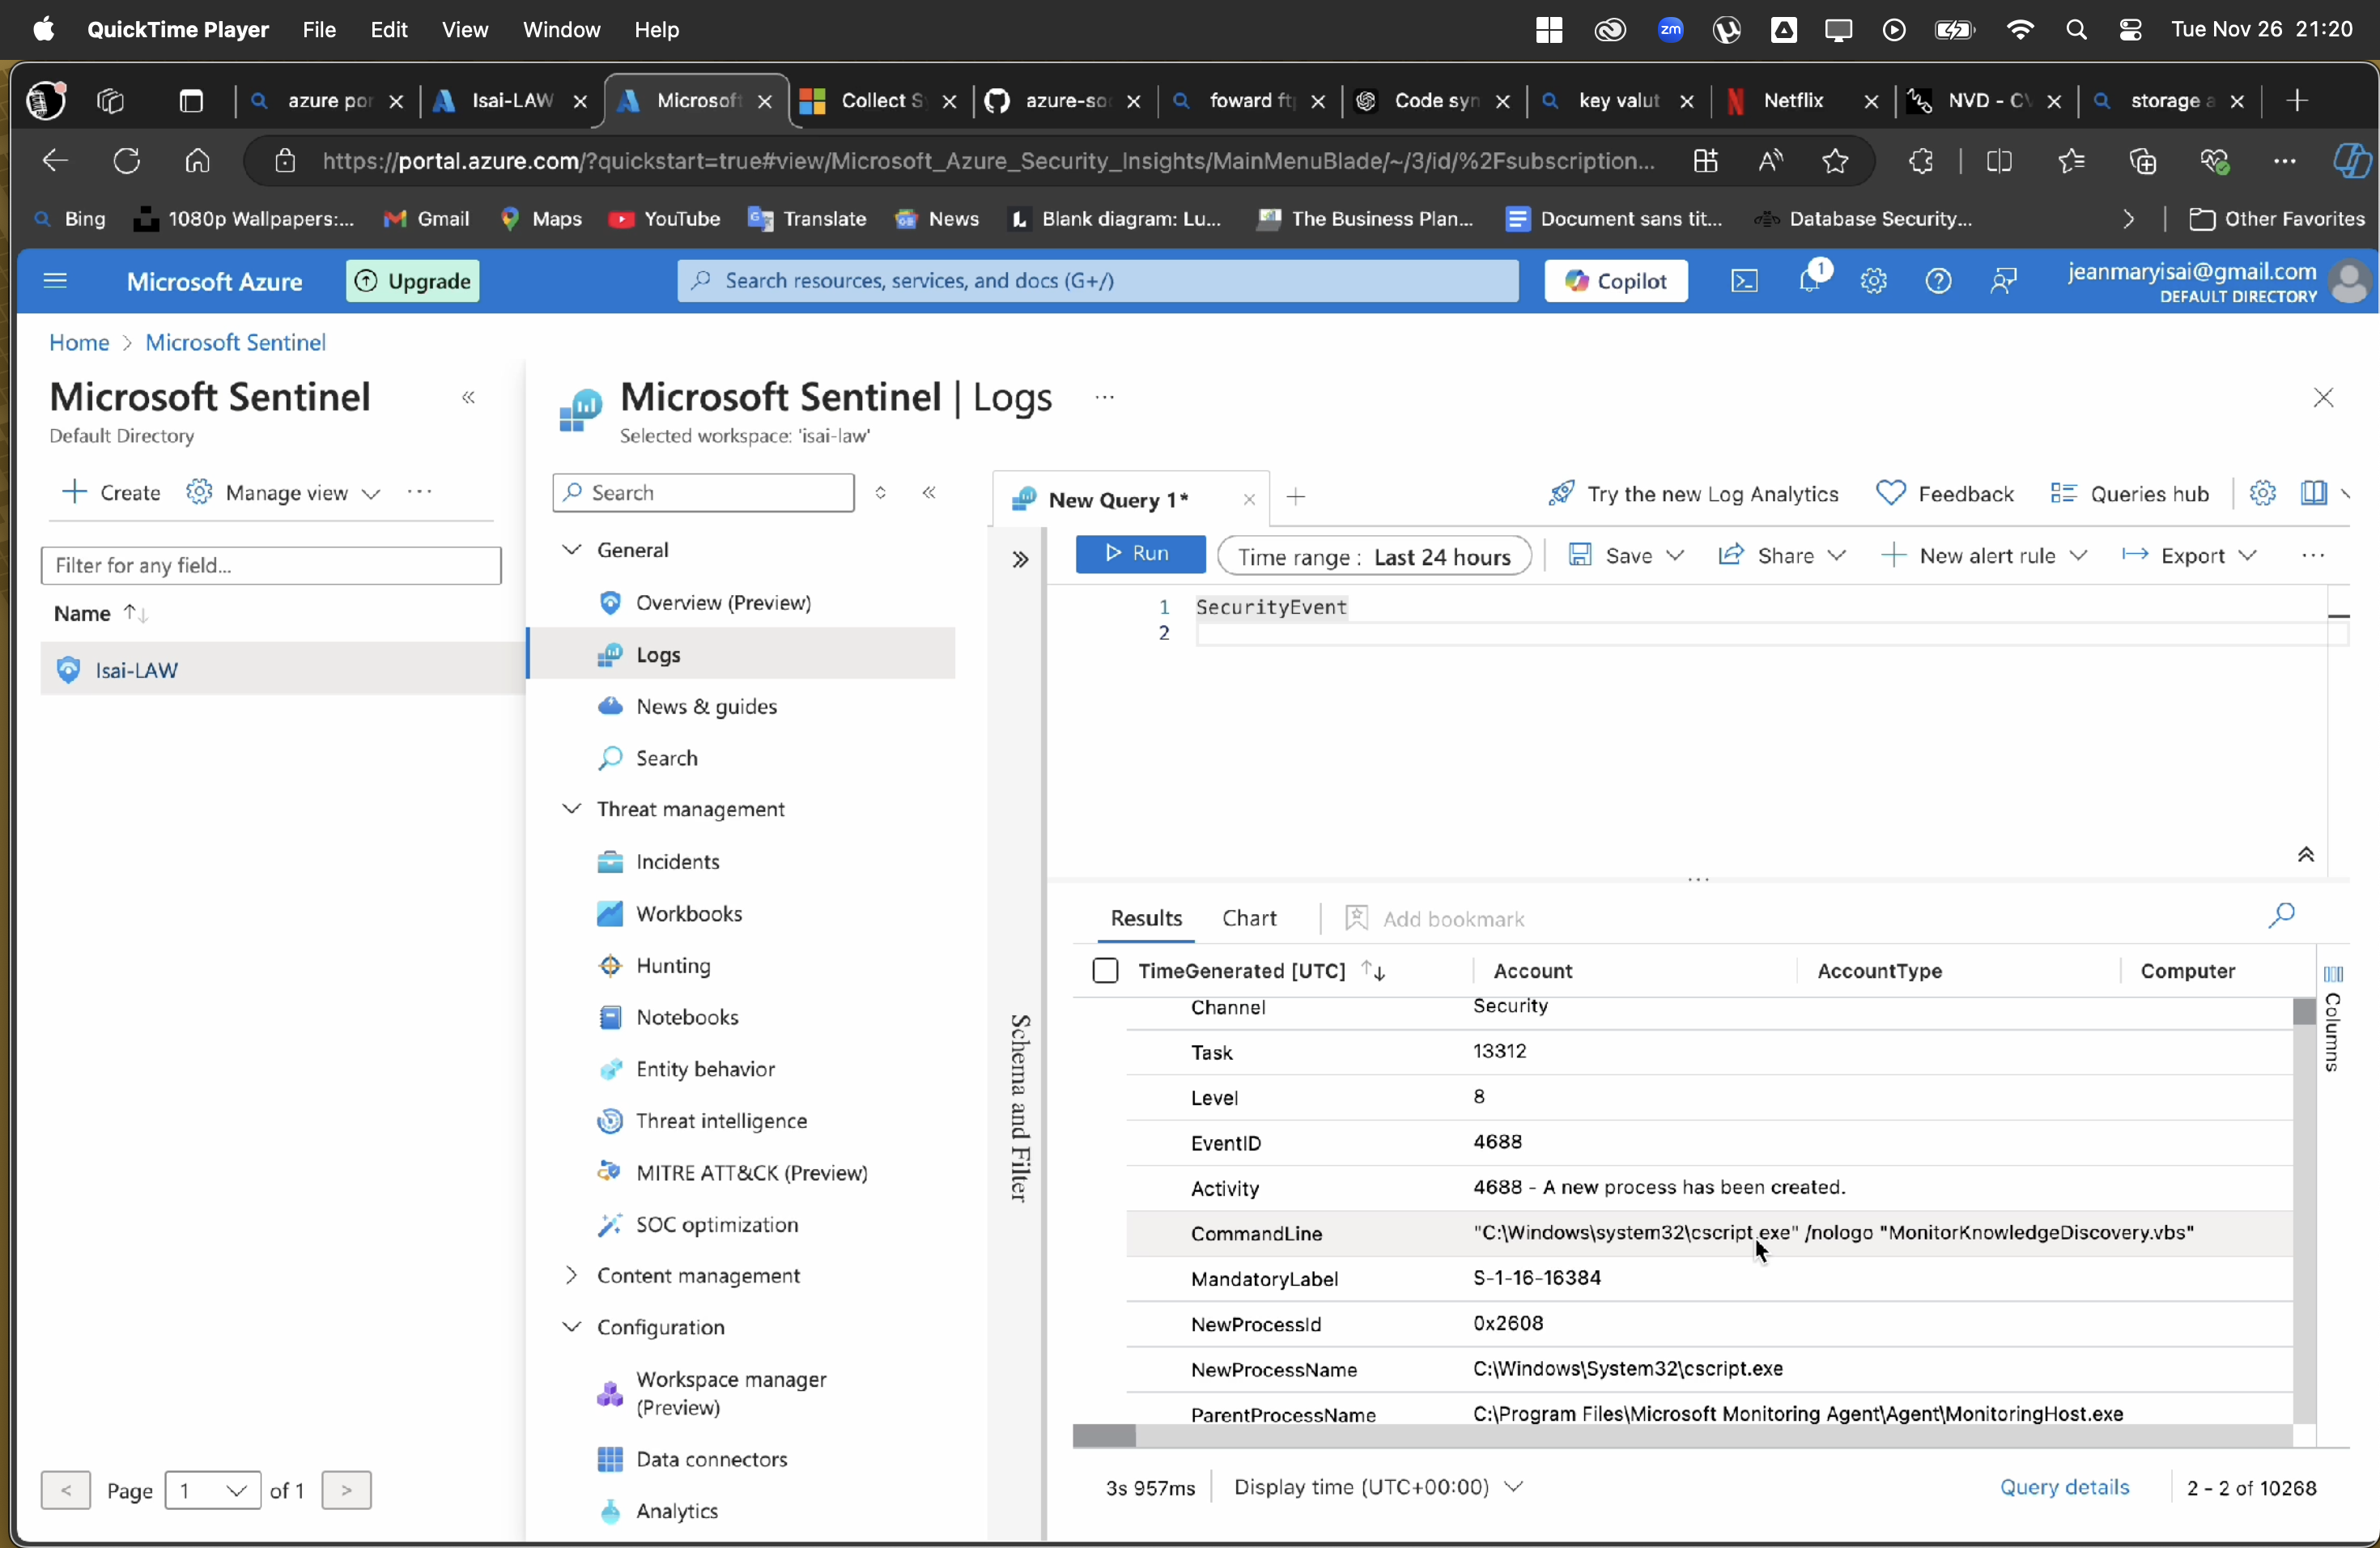 QuickTime Player File Edit View Window Help zm Tue Nov 26 21:20
azure por Isai-LAW Microsoft Collect S azure-so foward ft Code syn key valut Netflix NVD - CV storage a
https://portal.azure.com/?quickstart=true#view/Microsoft_Azure_Security_Insights/MainMenuBlade/~/3/id/%2Fsubscription...
Bing 1080p Wallpapers:... Gmail Maps YouTube Translate News Blank diagram: Lu... The Business Plan... Document sans tit... Database Security... Other Favorites
Microsoft Azure Upgrade Search resources, services, and docs (G+/) Copilot 1 jeanmaryisai@gmail.com
DEFAULT DIRECTORY
Home > Microsoft Sentinel
Microsoft Sentinel «
Default Directory
+ Create Manage view ...
Filter for any field...
Name
Isai-LAW
< Page 1 of 1 >
Microsoft Sentinel | Logs ...
Selected workspace: 'isai-law'
Search
General
Overview (Preview)
Logs
News & guides
Search
Threat management
Incidents
Workbooks
Hunting
Notebooks
Entity behavior
Threat intelligence
MITRE ATT&CK (Preview)
SOC optimization
Content management
Configuration
Workspace manager
(Preview)
Data connectors
Analytics
New Query 1* Try the new Log Analytics Feedback Queries hub
Run Time range : Last 24 hours Save Share New alert rule Export ...
1 SecurityEvent
2
Schema and Filter
Results Chart Add bookmark
TimeGenerated [UTC] Account AccountType Computer
Columns
Channel Security
Task 13312
Level 8
EventID 4688
Activity 4688 - A new process has been created.
CommandLine "C:\Windows\system32\cscript.exe" /nologo "MonitorKnowledgeDiscovery.vbs"
MandatoryLabel S-1-16-16384
NewProcessId 0x2608
NewProcessName C:\Windows\System32\cscript.exe
ParentProcessName C:\Program Files\Microsoft Monitoring Agent\Agent\MonitoringHost.exe
3s 957ms Display time (UTC+00:00) Query details 2 - 2 of 10268